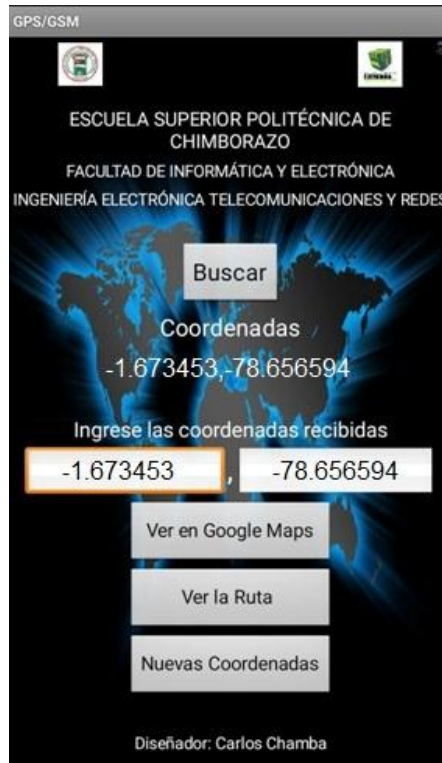 GPS/GSM
ESCUELA SUPERIOR POLITÉCNICA DE
CHIMBORAZO
FACULTAD DE INFORMÁTICA Y ELECTRÓNICA
INGENIERÍA ELECTRÓNICA TELECOMUNICACIONES Y REDES
Buscar
Coordenadas
-1.673453,-78.656594
Ingrese las coordenadas recibidas
-1.673453 , -78.656594
Ver en Google Maps
Ver la Ruta
Nuevas Coordenadas
Diseñador: Carlos Chamba